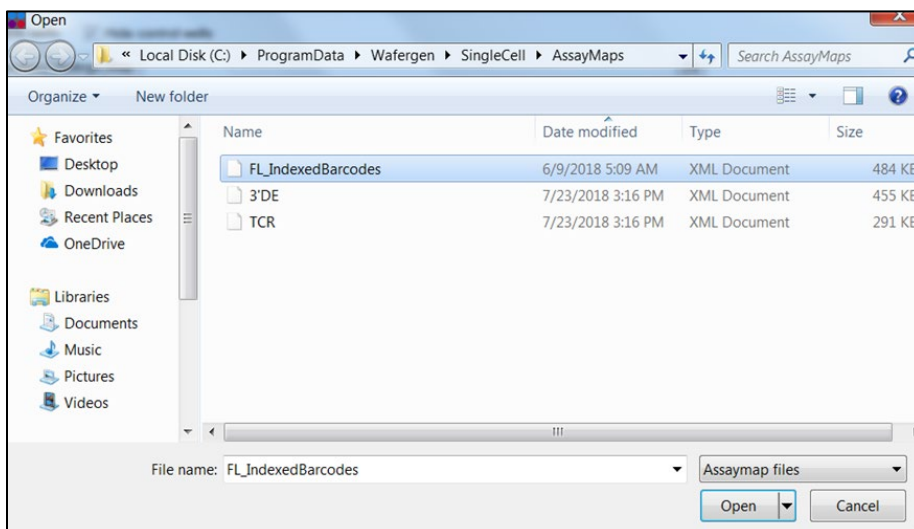 Open
Hide control wells
« Local Disk (C:) ▸ ProgramData ▸ Wafergen ▸ SingleCell ▸ AssayMaps Search AssayMaps
Organize New folder
Name Date modified Type Size
Favorites
Desktop
Downloads
Recent Places
OneDrive
Libraries
Documents
Music
Pictures
Videos
FL_IndexedBarcodes 6/9/2018 5:09 AM XML Document 484 KB
3'DE 7/23/2018 3:16 PM XML Document 455 KB
TCR 7/23/2018 3:16 PM XML Document 291 KB
File name: FL_IndexedBarcodes Assaymap files
Open Cancel